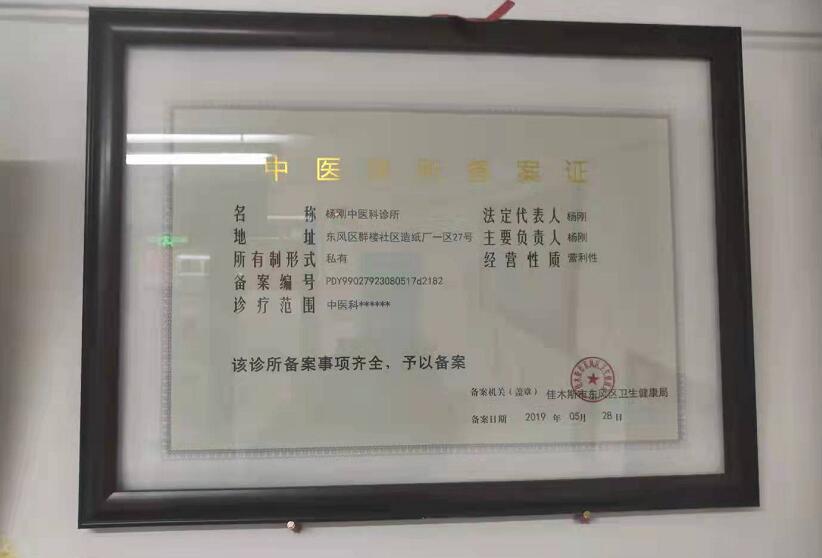 中医诊所备案证
名 称 杨刚中医科诊所
法定代表人 杨刚
地 址 东风区群楼社区造纸厂一区27号
主要负责人 杨刚
所有制形式 私有
经营性质 营利性
备案编号 PDY99027923080517d2182
诊疗范围 中医科******
该诊所备案事项齐全，予以备案
备案机关（盖章） 佳木斯市东风区卫生健康局
备案日期 2019 年 05月 28 日